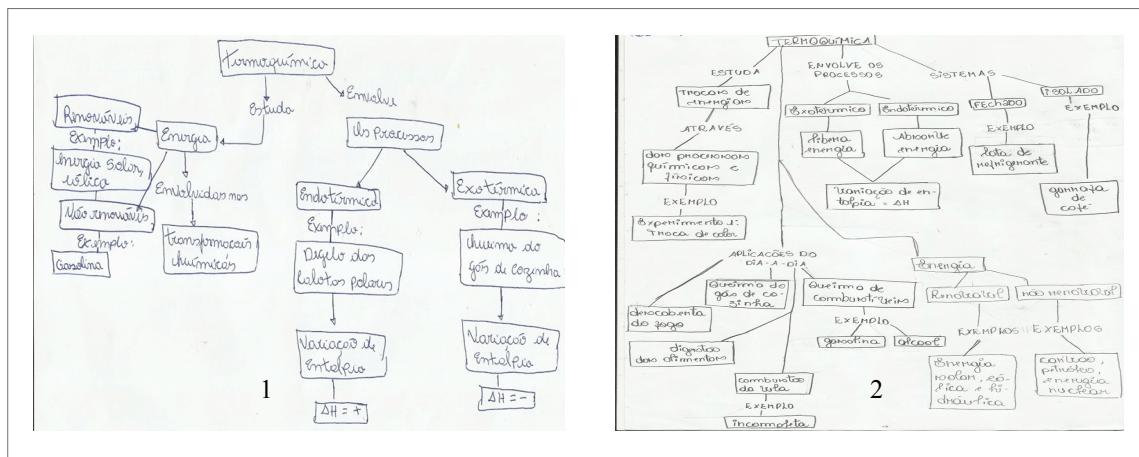 Termoquímica
Estuda
Envolve
Renováveis
Exemplo:
Energia
Os processos
Energia Solar,
eólica
Envolvidas nas
Endotérmico
Exotérmica
Não renováveis
Exemplo:
Exemplo:
Exemplo:
Gasolina
transformaçoẽs
químicas
Degelo das
Calotas polares
Queima do
gás de cozinha
Variação de
Entalpia
Variação de
Entalpia
ΔH = +
ΔH = -
1
TERMOQUÍMICA
ESTUDA
ENVOLVE OS
PROCESSOS
SISTEMAS
Trocas de
energias
Exotérmico
Endotérmico
FEchADO
ISOLADO
EXEMPLO
ATRAVÉS
libera
energia
Absorve
energia
EXEMPLO
lata de
refrigerante
dos processos
químicos e
físicos
Variação de en-
talpia = ΔH
garrafa
de
café
EXEMPLO
Experimento 1:
Troca de calor
APLICAÇÕES DO
DIA-A-DIA
Energia
descoberta
do fogo
Queima do
gás de co-
zinha
Queima de
combustíveis
Renovável
não renovável
EXEMPLO
EXEMPLOS
EXEMPLOS
digestão
dos alimentos
gasolina
álcool
Energia
solar, eó-
lica e hi-
dráulica
carvão,
petróleo,
energia
nuclear
combustão
da vela
EXEMPLO
incompleta
2